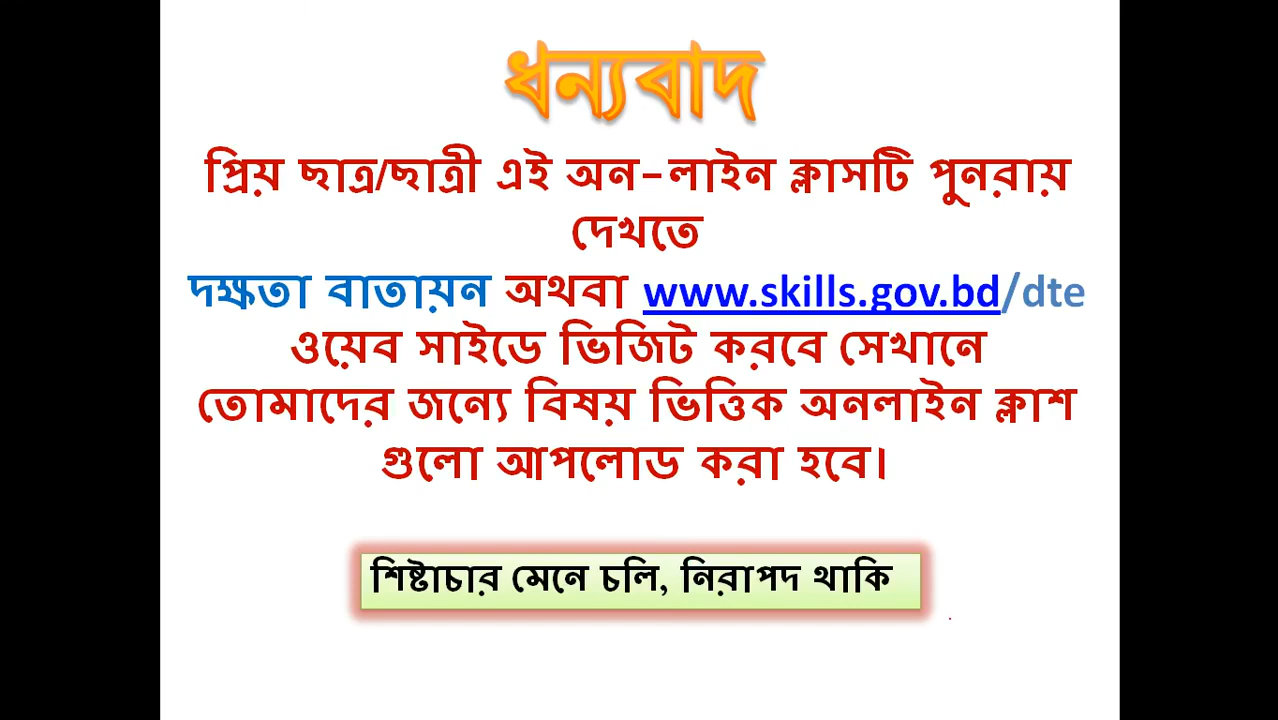 ধন্যবাদ
প্রিয় ছাত্র/ছাত্রী এই অন-লাইন ক্লাসটি পুনরায়
দেখতে
দক্ষতা বাতায়ন অথবা www.skills.gov.bd/dte
ওয়েব সাইডে ভিজিট করবে সেখানে
তোমাদের জন্যে বিষয় ভিত্তিক অনলাইন ক্লাশ
গুলো আপলোড করা হবে।
শিষ্টাচার মেনে চলি, নিরাপদ থাকি